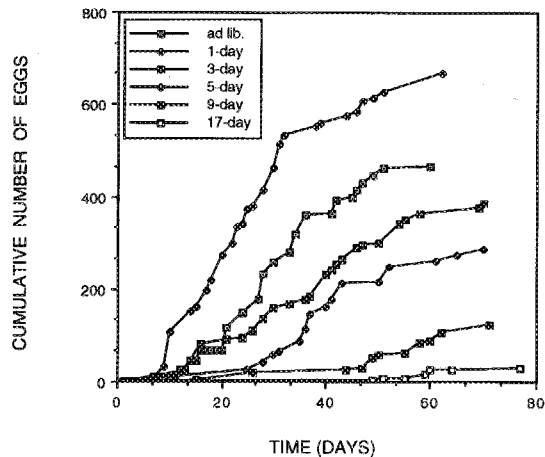 CUMULATIVE NUMBER OF EGGS
800
600
400
200
0
ad lib.
1-day
3-day
5-day
9-day
17-day
0 20 40 60 80
TIME (DAYS)